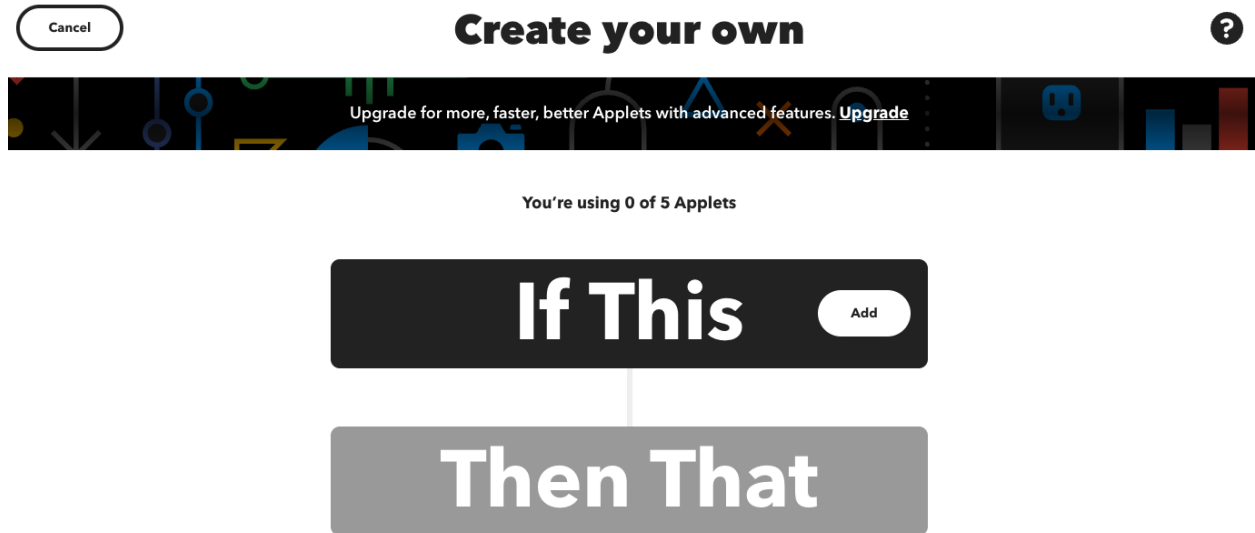 Cancel
Create your own
?
Upgrade for more, faster, better Applets with advanced features. Upgrade
You’re using 0 of 5 Applets
If This
Add
Then That